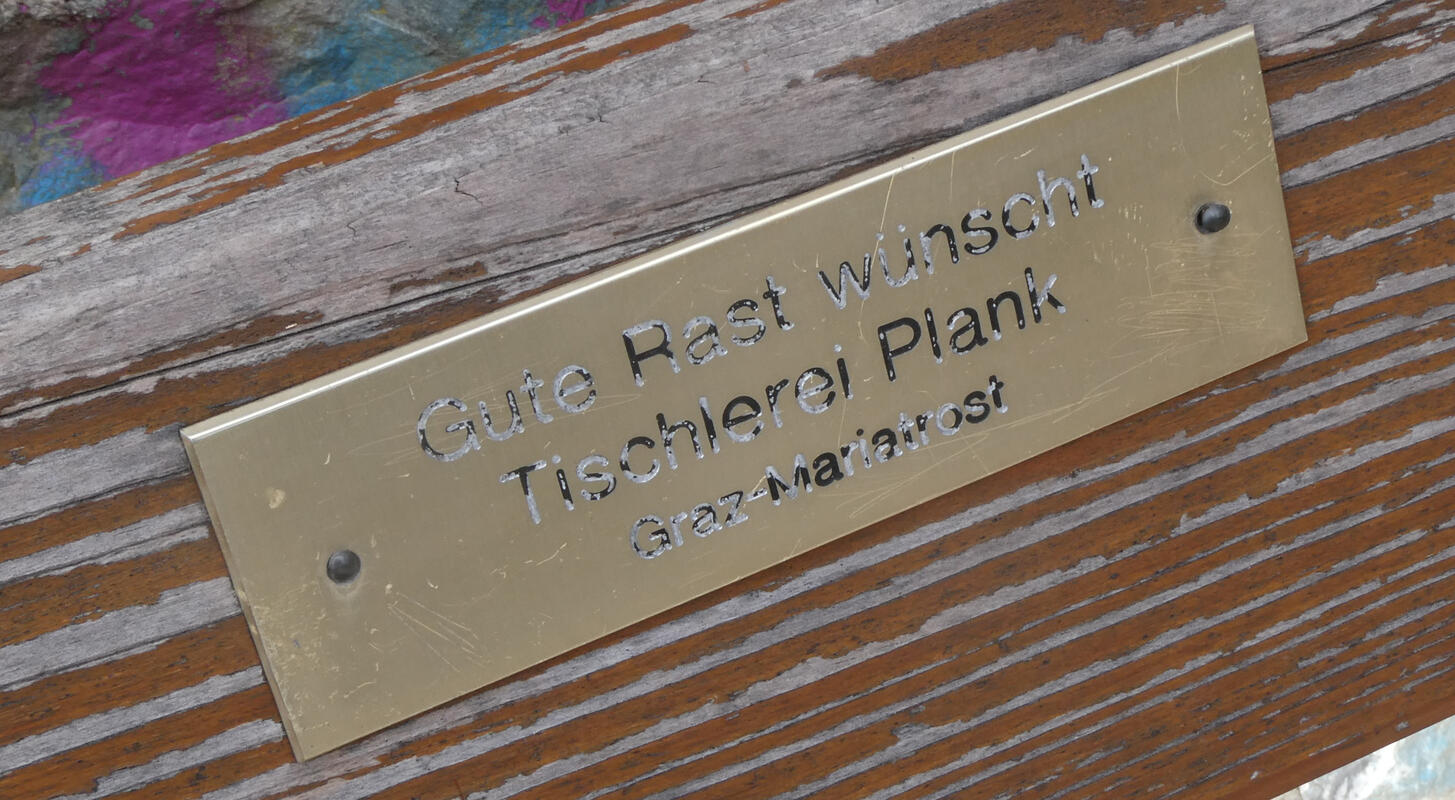 Gute Rast wünscht
Tischlerei Plank
Graz-Mariatrost